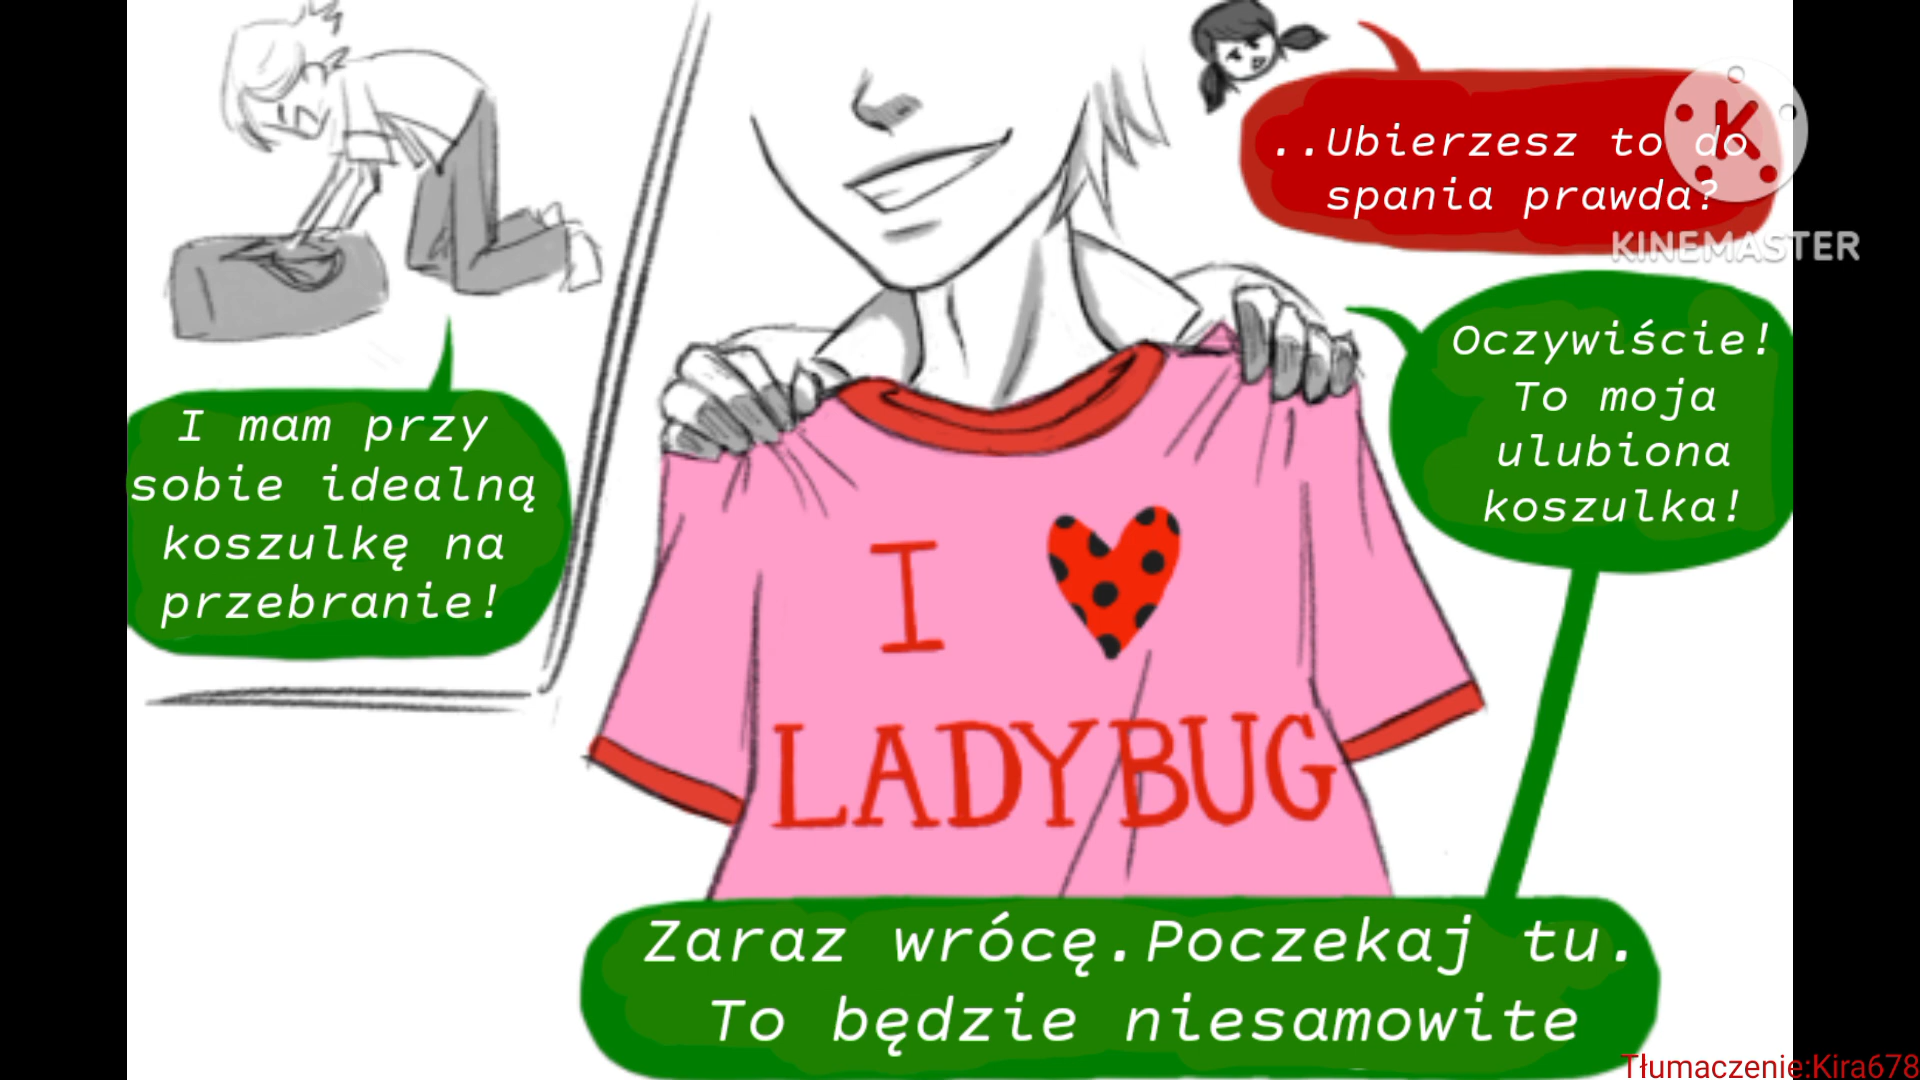 ..Ubierzesz to do
spania prawda?
K
KINEMASTER
Oczywiście!
To moja
ulubiona
koszulka!
I mam przy
sobie idealną
koszulkę na
przebranie!
I
LADYBUG
Zaraz wrócę.Poczekaj tu.
To będzie niesamowite
Tłumaczenie:Kira678